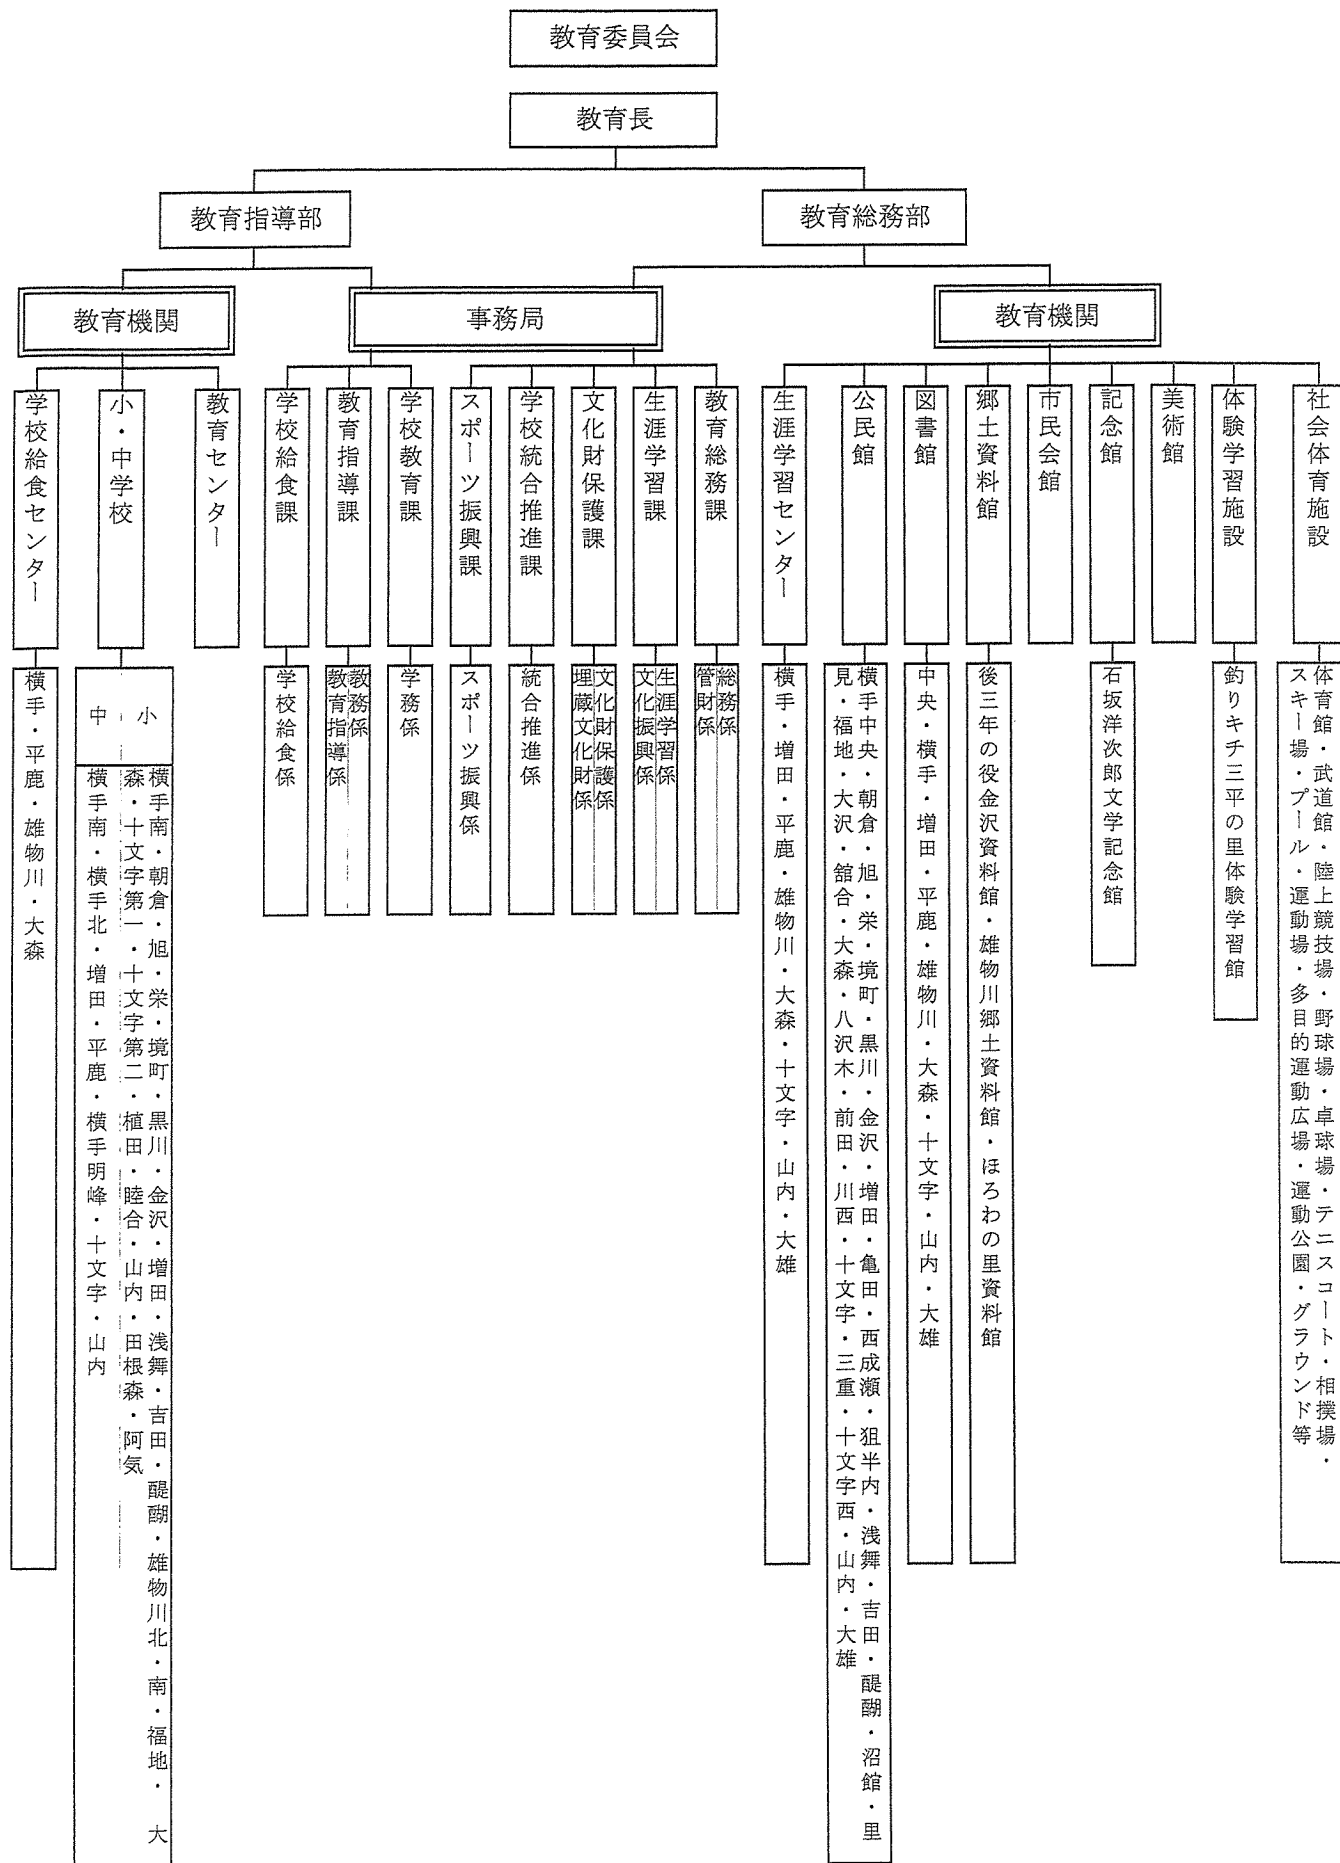 教育委員会
教育長
教育指導部
教育総務部
教育機関
事務局
教育機関
学校給食センター
小・中学校
教育センター
学校給食課
教育指導課
学校教育課
スポーツ振興課
学校統合推進課
文化財保護課
生涯学習課
教育総務課
生涯学習センター
公民館
図書館
郷土資料館
市民会館
記念館
美術館
体験学習施設
社会体育施設
横手・平鹿・雄物川・大森
小
横手南・朝倉・旭・栄・境町・黒川・金沢・増田・浅舞・吉田・醍醐・雄物川北・南・福地・大
森・十文字第一・十文字第二・植田・睦合・山内・田根森・阿気
中
横手南・横手北・増田・平鹿・横手明峰・十文字・山内
学校給食係
教務係
教育指導係
学務係
スポーツ振興係
統合推進係
文化財保護係
埋蔵文化財係
生涯学習係
文化振興係
総務係
管財係
横手・増田・平鹿・雄物川・大森・十文字・山内・大雄
横手中央・朝倉・旭・栄・境町・黒川・金沢・増田・亀田・西成瀬・狙半内・浅舞・吉田・醍醐・沼館・里
見・福地・大沢・舘合・大森・八沢木・前田・川西・十文字・三重・十文字西・山内・大雄
中央・横手・増田・平鹿・雄物川・大森・十文字・山内・大雄
後三年の役金沢資料館・雄物川郷土資料館・ほろわの里資料館
石坂洋次郎文学記念館
釣りキチ三平の里体験学習館
体育館・武道館・陸上競技場・野球場・卓球場・テニスコート・相撲場・
スキー場・プール・運動場・多目的運動広場・運動公園・グラウンド等